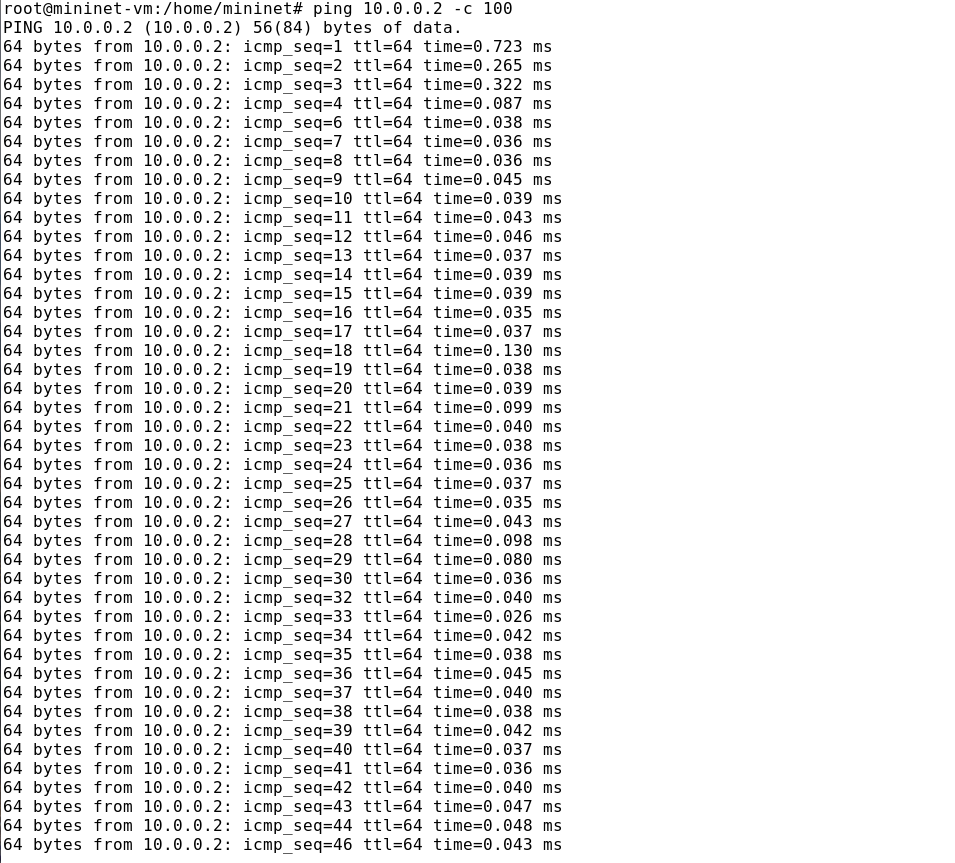 root@mininet-vm:/home/mininet# ping 10.0.0.2 -c 100
PING 10.0.0.2 (10.0.0.2) 56(84) bytes of data.
64 bytes from 10.0.0.2: icmp_seq=1 ttl=64 time=0.723 ms
64 bytes from 10.0.0.2: icmp_seq=2 ttl=64 time=0.265 ms
64 bytes from 10.0.0.2: icmp_seq=3 ttl=64 time=0.322 ms
64 bytes from 10.0.0.2: icmp_seq=4 ttl=64 time=0.087 ms
64 bytes from 10.0.0.2: icmp_seq=6 ttl=64 time=0.038 ms
64 bytes from 10.0.0.2: icmp_seq=7 ttl=64 time=0.036 ms
64 bytes from 10.0.0.2: icmp_seq=8 ttl=64 time=0.036 ms
64 bytes from 10.0.0.2: icmp_seq=9 ttl=64 time=0.045 ms
64 bytes from 10.0.0.2: icmp_seq=10 ttl=64 time=0.039 ms
64 bytes from 10.0.0.2: icmp_seq=11 ttl=64 time=0.043 ms
64 bytes from 10.0.0.2: icmp_seq=12 ttl=64 time=0.046 ms
64 bytes from 10.0.0.2: icmp_seq=13 ttl=64 time=0.037 ms
64 bytes from 10.0.0.2: icmp_seq=14 ttl=64 time=0.039 ms
64 bytes from 10.0.0.2: icmp_seq=15 ttl=64 time=0.039 ms
64 bytes from 10.0.0.2: icmp_seq=16 ttl=64 time=0.035 ms
64 bytes from 10.0.0.2: icmp_seq=17 ttl=64 time=0.037 ms
64 bytes from 10.0.0.2: icmp_seq=18 ttl=64 time=0.130 ms
64 bytes from 10.0.0.2: icmp_seq=19 ttl=64 time=0.038 ms
64 bytes from 10.0.0.2: icmp_seq=20 ttl=64 time=0.039 ms
64 bytes from 10.0.0.2: icmp_seq=21 ttl=64 time=0.099 ms
64 bytes from 10.0.0.2: icmp_seq=22 ttl=64 time=0.040 ms
64 bytes from 10.0.0.2: icmp_seq=23 ttl=64 time=0.038 ms
64 bytes from 10.0.0.2: icmp_seq=24 ttl=64 time=0.036 ms
64 bytes from 10.0.0.2: icmp_seq=25 ttl=64 time=0.037 ms
64 bytes from 10.0.0.2: icmp_seq=26 ttl=64 time=0.035 ms
64 bytes from 10.0.0.2: icmp_seq=27 ttl=64 time=0.043 ms
64 bytes from 10.0.0.2: icmp_seq=28 ttl=64 time=0.098 ms
64 bytes from 10.0.0.2: icmp_seq=29 ttl=64 time=0.080 ms
64 bytes from 10.0.0.2: icmp_seq=30 ttl=64 time=0.036 ms
64 bytes from 10.0.0.2: icmp_seq=32 ttl=64 time=0.040 ms
64 bytes from 10.0.0.2: icmp_seq=33 ttl=64 time=0.026 ms
64 bytes from 10.0.0.2: icmp_seq=34 ttl=64 time=0.042 ms
64 bytes from 10.0.0.2: icmp_seq=35 ttl=64 time=0.038 ms
64 bytes from 10.0.0.2: icmp_seq=36 ttl=64 time=0.045 ms
64 bytes from 10.0.0.2: icmp_seq=37 ttl=64 time=0.040 ms
64 bytes from 10.0.0.2: icmp_seq=38 ttl=64 time=0.038 ms
64 bytes from 10.0.0.2: icmp_seq=39 ttl=64 time=0.042 ms
64 bytes from 10.0.0.2: icmp_seq=40 ttl=64 time=0.037 ms
64 bytes from 10.0.0.2: icmp_seq=41 ttl=64 time=0.036 ms
64 bytes from 10.0.0.2: icmp_seq=42 ttl=64 time=0.040 ms
64 bytes from 10.0.0.2: icmp_seq=43 ttl=64 time=0.047 ms
64 bytes from 10.0.0.2: icmp_seq=44 ttl=64 time=0.048 ms
64 bytes from 10.0.0.2: icmp_seq=46 ttl=64 time=0.043 ms